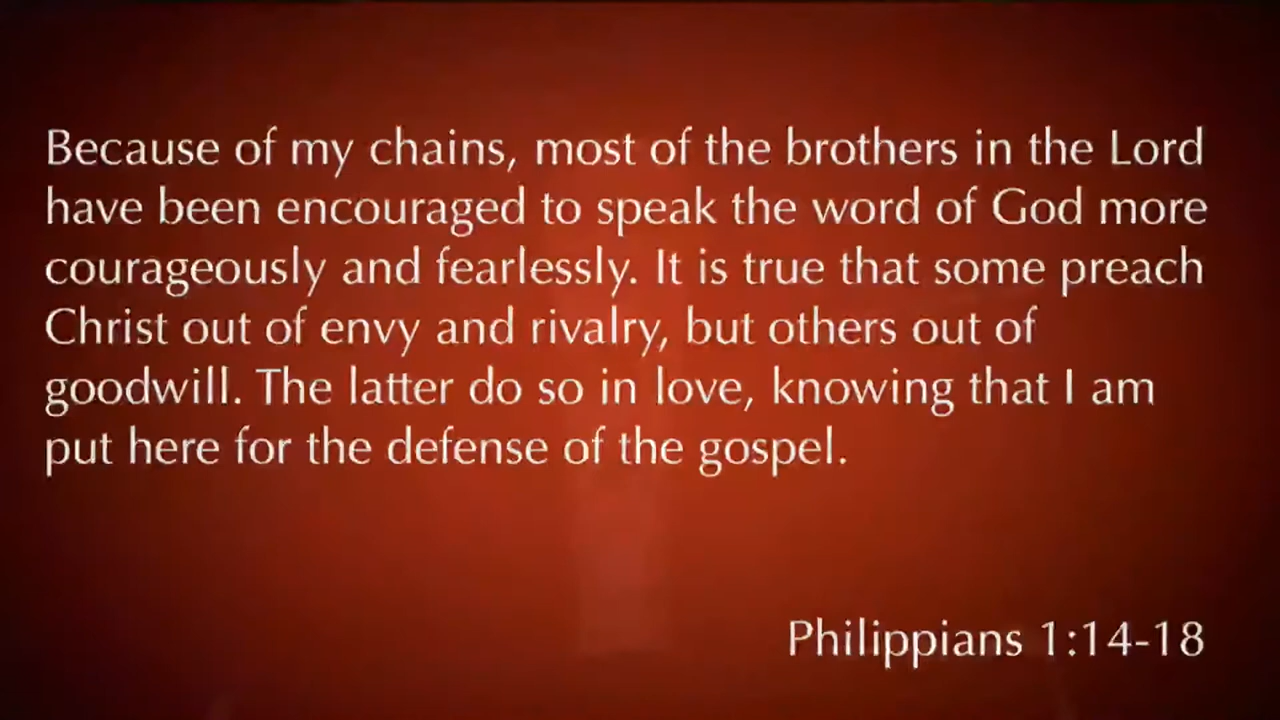 Because of my chains, most of the brothers in the Lord
have been encouraged to speak the word of God more
courageously and fearlessly. It is true that some preach
Christ out of envy and rivalry, but others out of
goodwill. The latter do so in love, knowing that I am
put here for the defense of the gospel.
Philippians 1:14-18